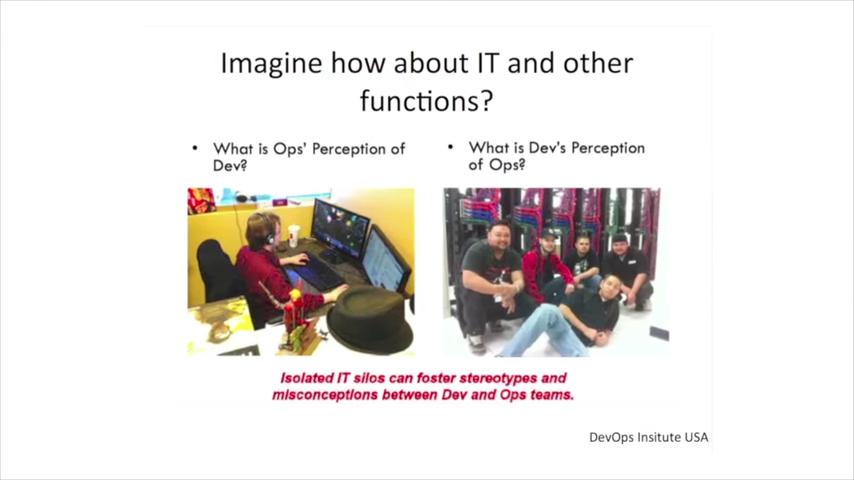 Imagine how about IT and other
functions?
• What is Ops' Perception of
Dev?
• What is Dev's Perception
of Ops?
Isolated IT silos can foster stereotypes and
misconceptions between Dev and Ops teams.
DevOps Insitute USA